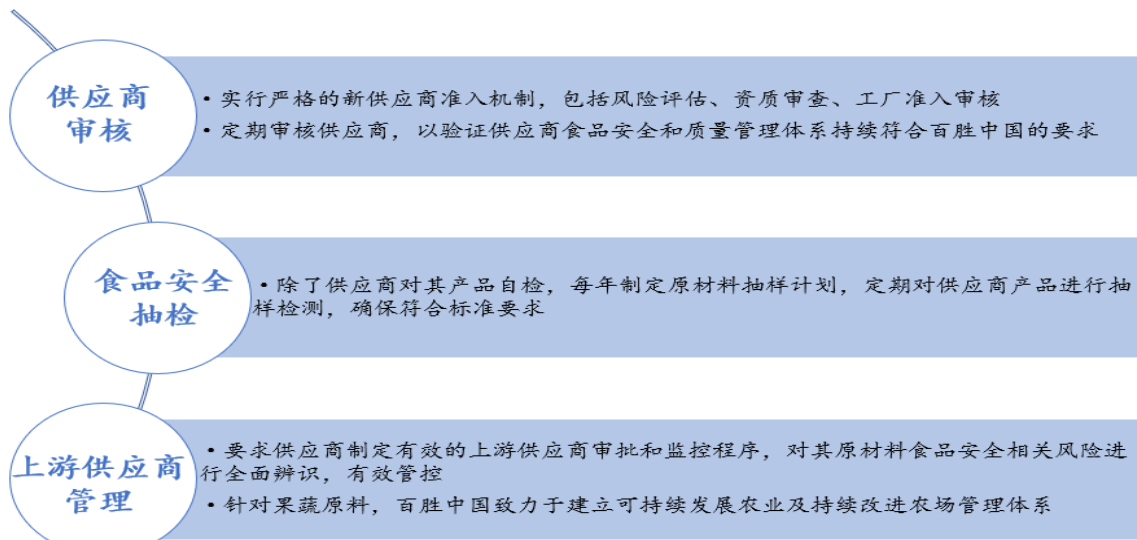 供应商
审核
•实行严格的新供应商准入机制，包括风险评估、资质审查、工厂准入审核
•定期审核供应商，以验证供应商食品安全和质量管理体系持续符合百胜中国的要求
食品安全
抽检
•除了供应商对其产品自检，每年制定原材料抽样计划，定期对供应商产品进行抽
样检测，确保符合标准要求
上游供应商
管理
•要求供应商制定有效的上游供应商审批和监控程序，对其原材料食品安全相关风险进
行全面辨识，有效管控
•针对果蔬原料，百胜中国致力于建立可持续发展农业及持续改进农场管理体系